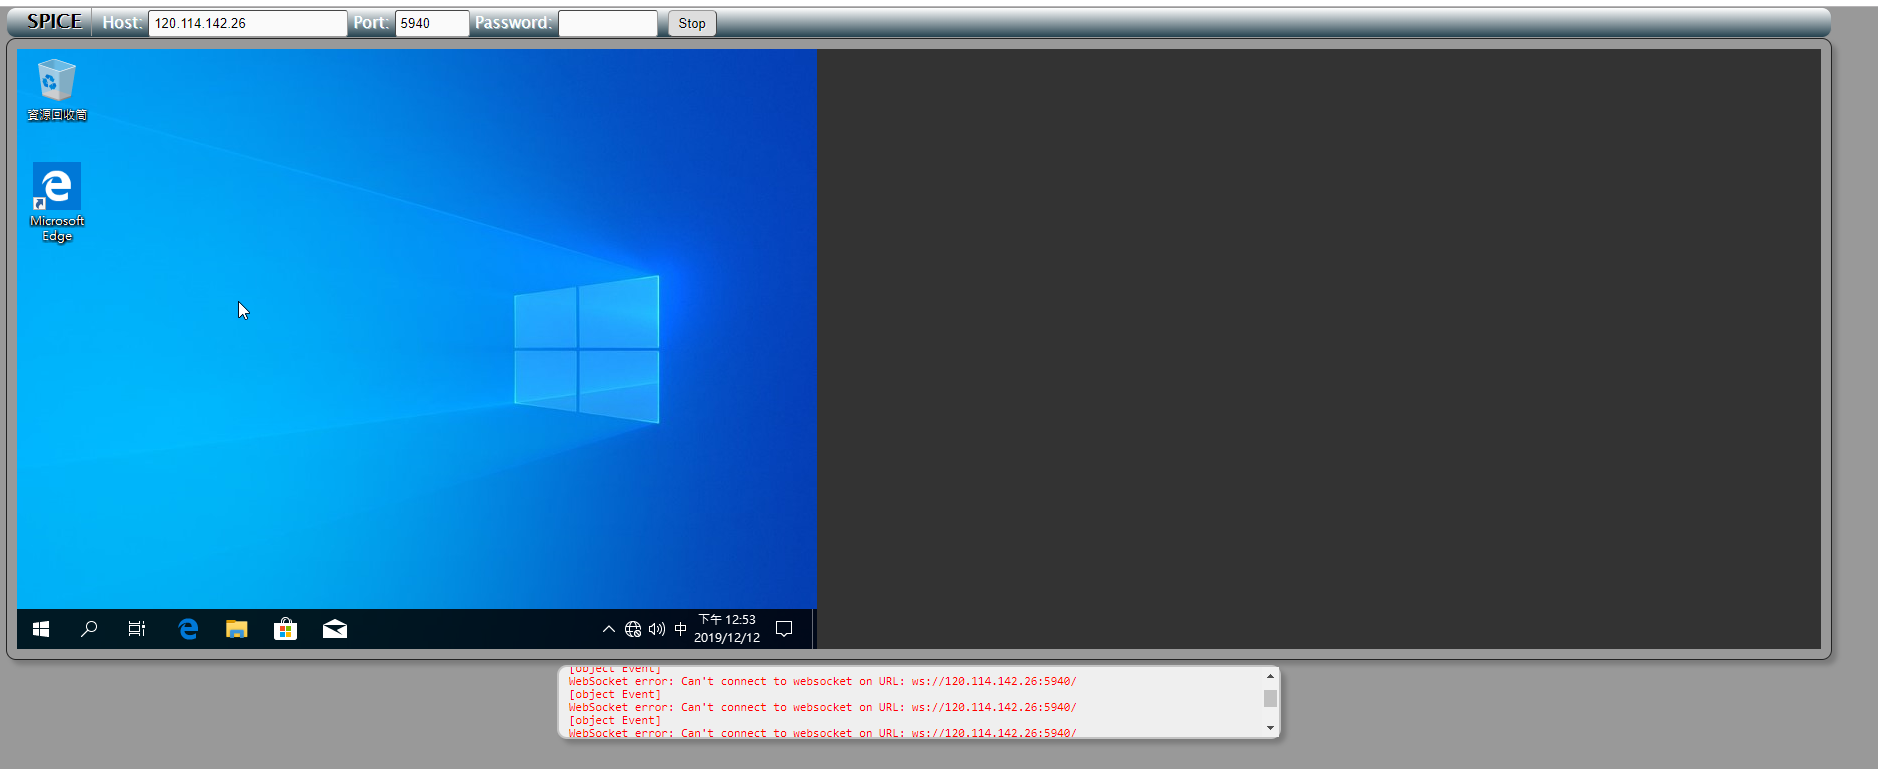 SPICE Host: 120.114.142.26 Port: 5940 Password: Stop
資源回收筒
Microsoft
Edge
中
下午 12:53
2019/12/12
[object Event]
WebSocket error: Can't connect to websocket on URL: ws://120.114.142.26:5940/
[object Event]
WebSocket error: Can't connect to websocket on URL: ws://120.114.142.26:5940/
[object Event]
WebSocket error: Can't connect to websocket on URL: ws://120.114.142.26:5940/